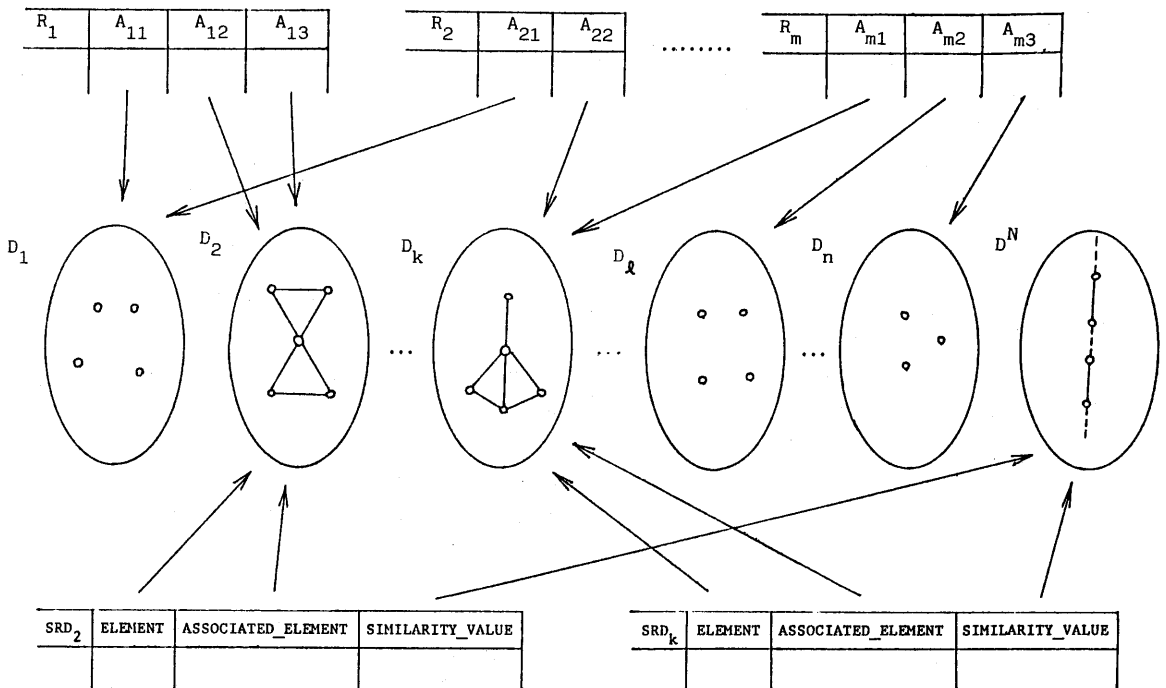 R₁ A₁₁ A₁₂ A₁₃ R₂ A₂₁ A₂₂ ........ Rₘ Aₘ₁ Aₘ₂ Aₘ₃
D₁ D₂ ... Dₖ ... Dℓ ... Dₙ Dᴺ
SRD₂ ELEMENT ASSOCIATED_ELEMENT SIMILARITY_VALUE SRDₖ ELEMENT ASSOCIATED_ELEMENT SIMILARITY_VALUE